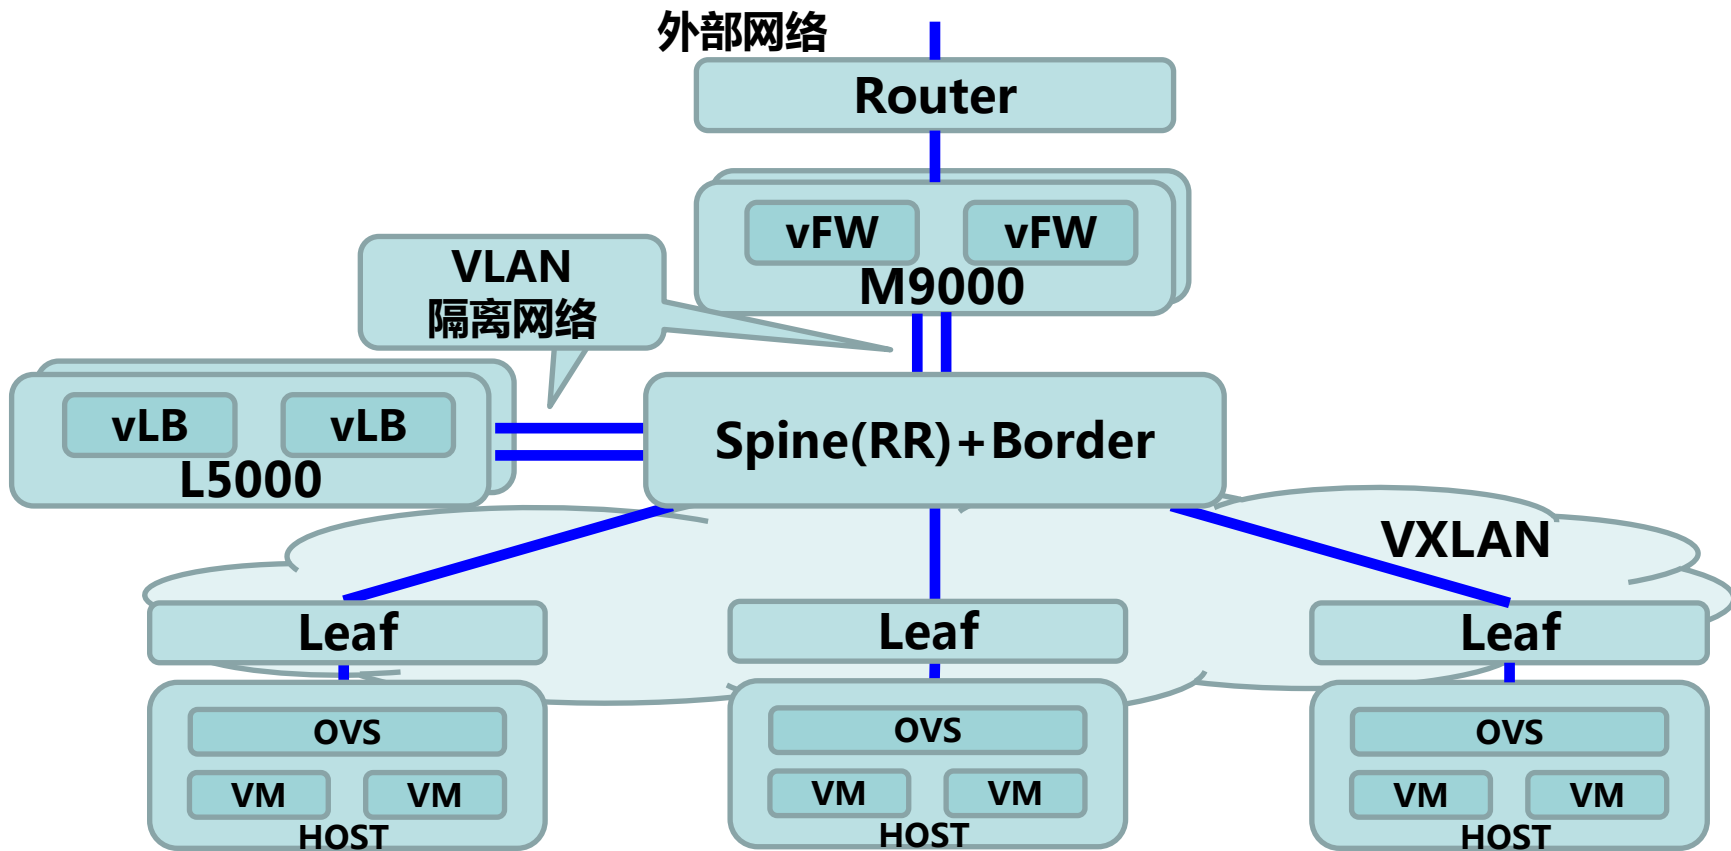 外部网络
Router
vFW
vFW
M9000
VLAN
隔离网络
vLB
vLB
L5000
Spine(RR)+Border
VXLAN
Leaf
Leaf
Leaf
OVS
VM
VM
HOST
OVS
VM
VM
HOST
OVS
VM
VM
HOST